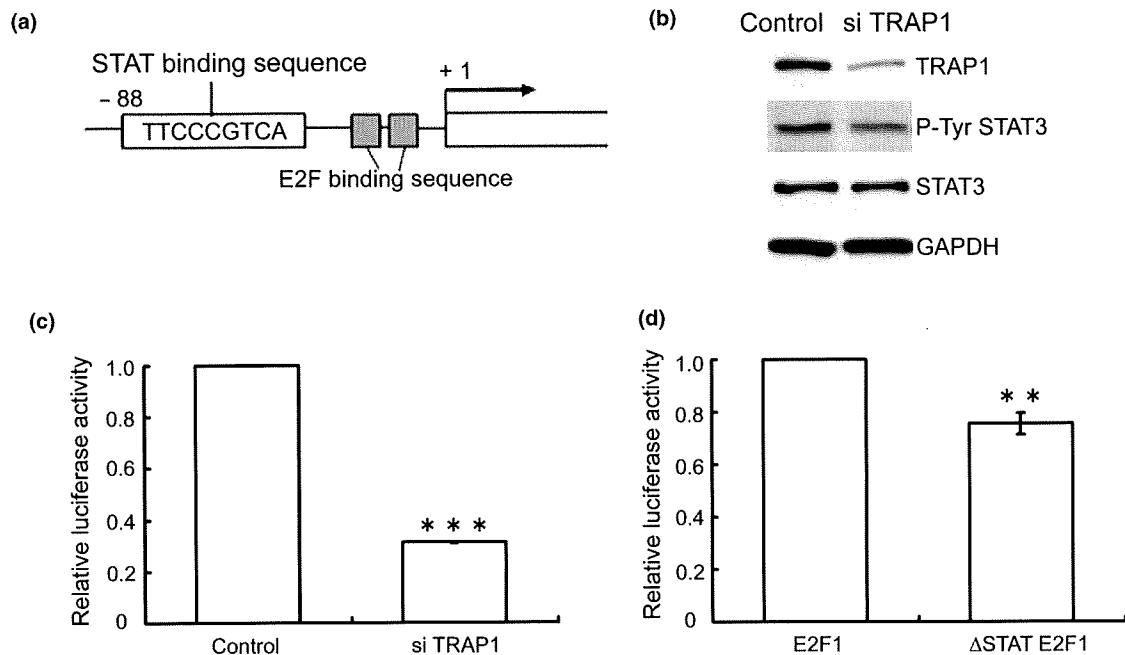 (a)
STAT binding sequence
– 88
+ 1
TTCCCGTCA
E2F binding sequence
(b)
Control si TRAP1
TRAP1
P-Tyr STAT3
STAT3
GAPDH
(c)
Relative luciferase activity
1.0
0.8
0.6
0.4
0.2
0
* * *
Control
si TRAP1
(d)
Relative luciferase activity
1.0
0.8
0.6
0.4
0.2
0
* *
E2F1
ΔSTAT E2F1